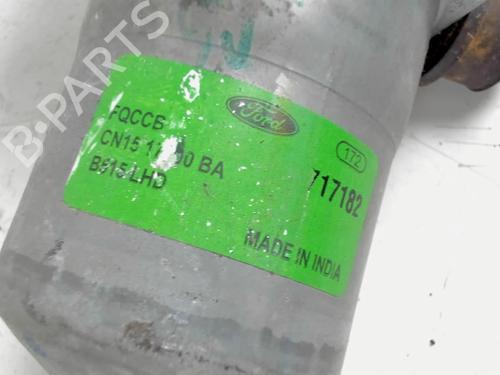 B-PARTS
FQCCB
Ford
172
CN15 BA
717182
B515 LHD
MADE IN INDIA